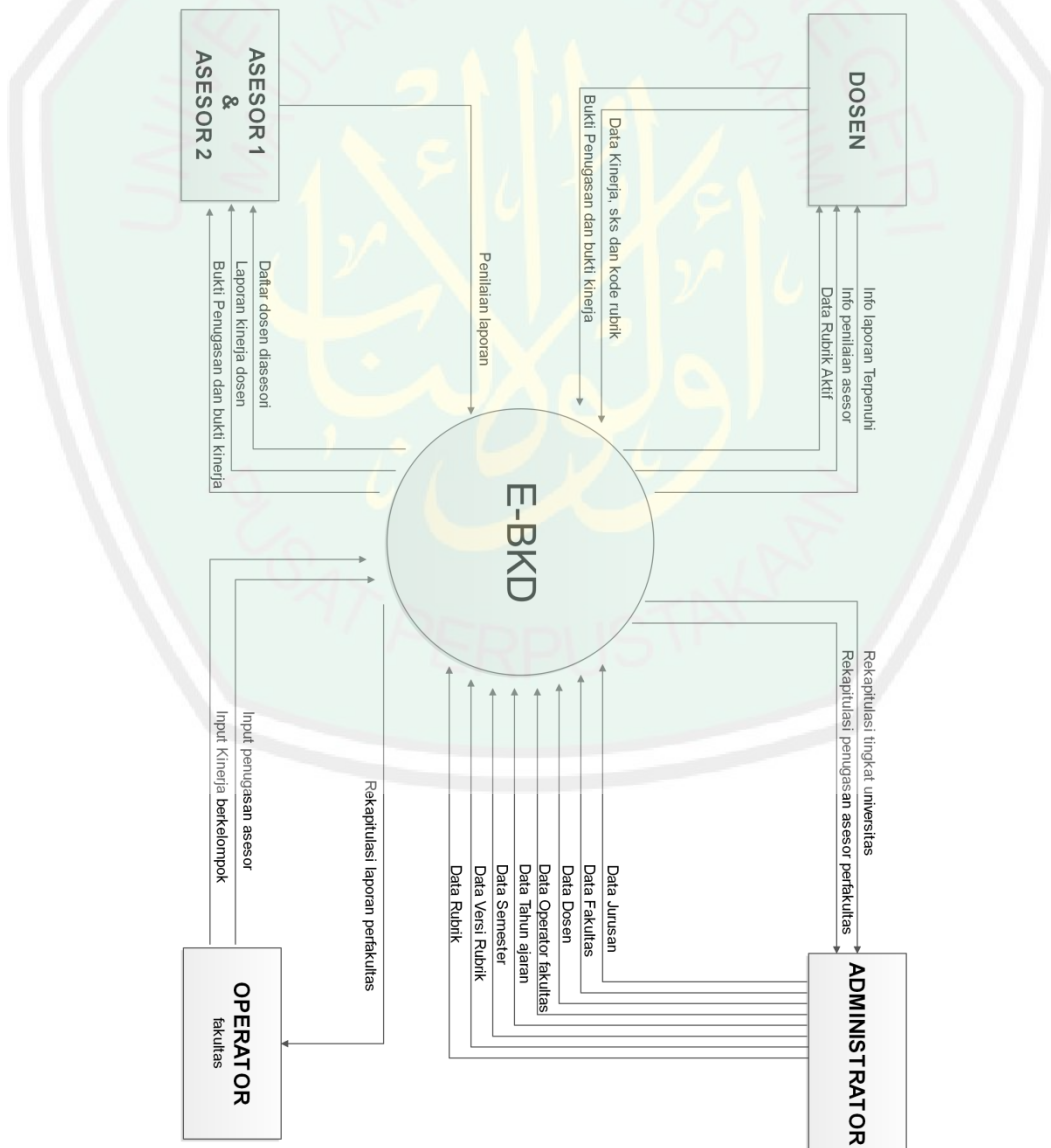 DOSEN
Info laporan Terpenuhi
Info penilaian asesor
Data Rubrik Aktif
Rekapitulasi tingkat universitas
Rekapitulasi penugasan asesor perfakultas
ADMINISTRATOR
Data Kinerja, sks dan kode rubrik
Bukti Penugasan dan bukti kinerja
Data Jurusan
Data Fakultas
Data Dosen
Data Operator fakultas
Data Tahun ajaran
Data Semester
Data Versi Rubrik
Data Rubrik
E-BKD
Penilaian laporan
Rekapitulasi laporan perfakultas
ASESOR 1
&
ASESOR 2
Daftar dosen diasesori
Laporan kinerja dosen
Bukti Penugasan dan bukti kinerja
Input penugasan asesor
Input Kinerja berkelompok
OPERATOR
fakultas
PUSAT PERPUSTAKAAN